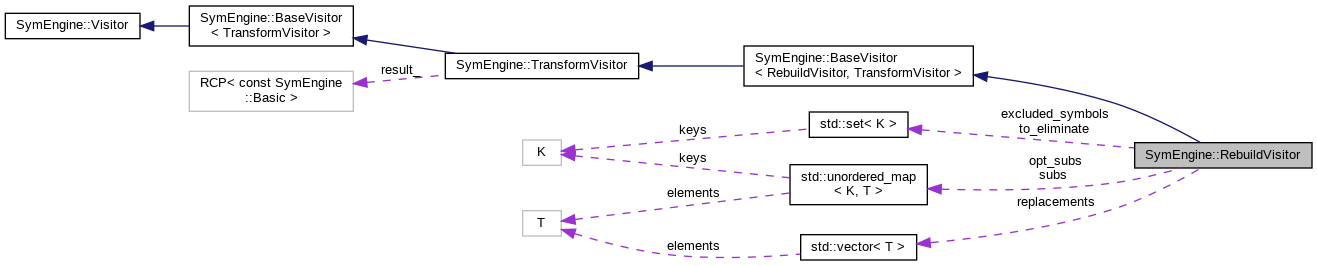 SymEngine::Visitor
SymEngine::BaseVisitor
< TransformVisitor >
RCP< const SymEngine
::Basic >
result_
SymEngine::TransformVisitor
SymEngine::BaseVisitor
< RebuildVisitor, TransformVisitor >
K
keys
keys
std::set< K >
excluded_symbols
to_eliminate
SymEngine::RebuildVisitor
std::unordered_map
< K, T >
opt_subs
subs
elements
T
elements
std::vector< T >
replacements